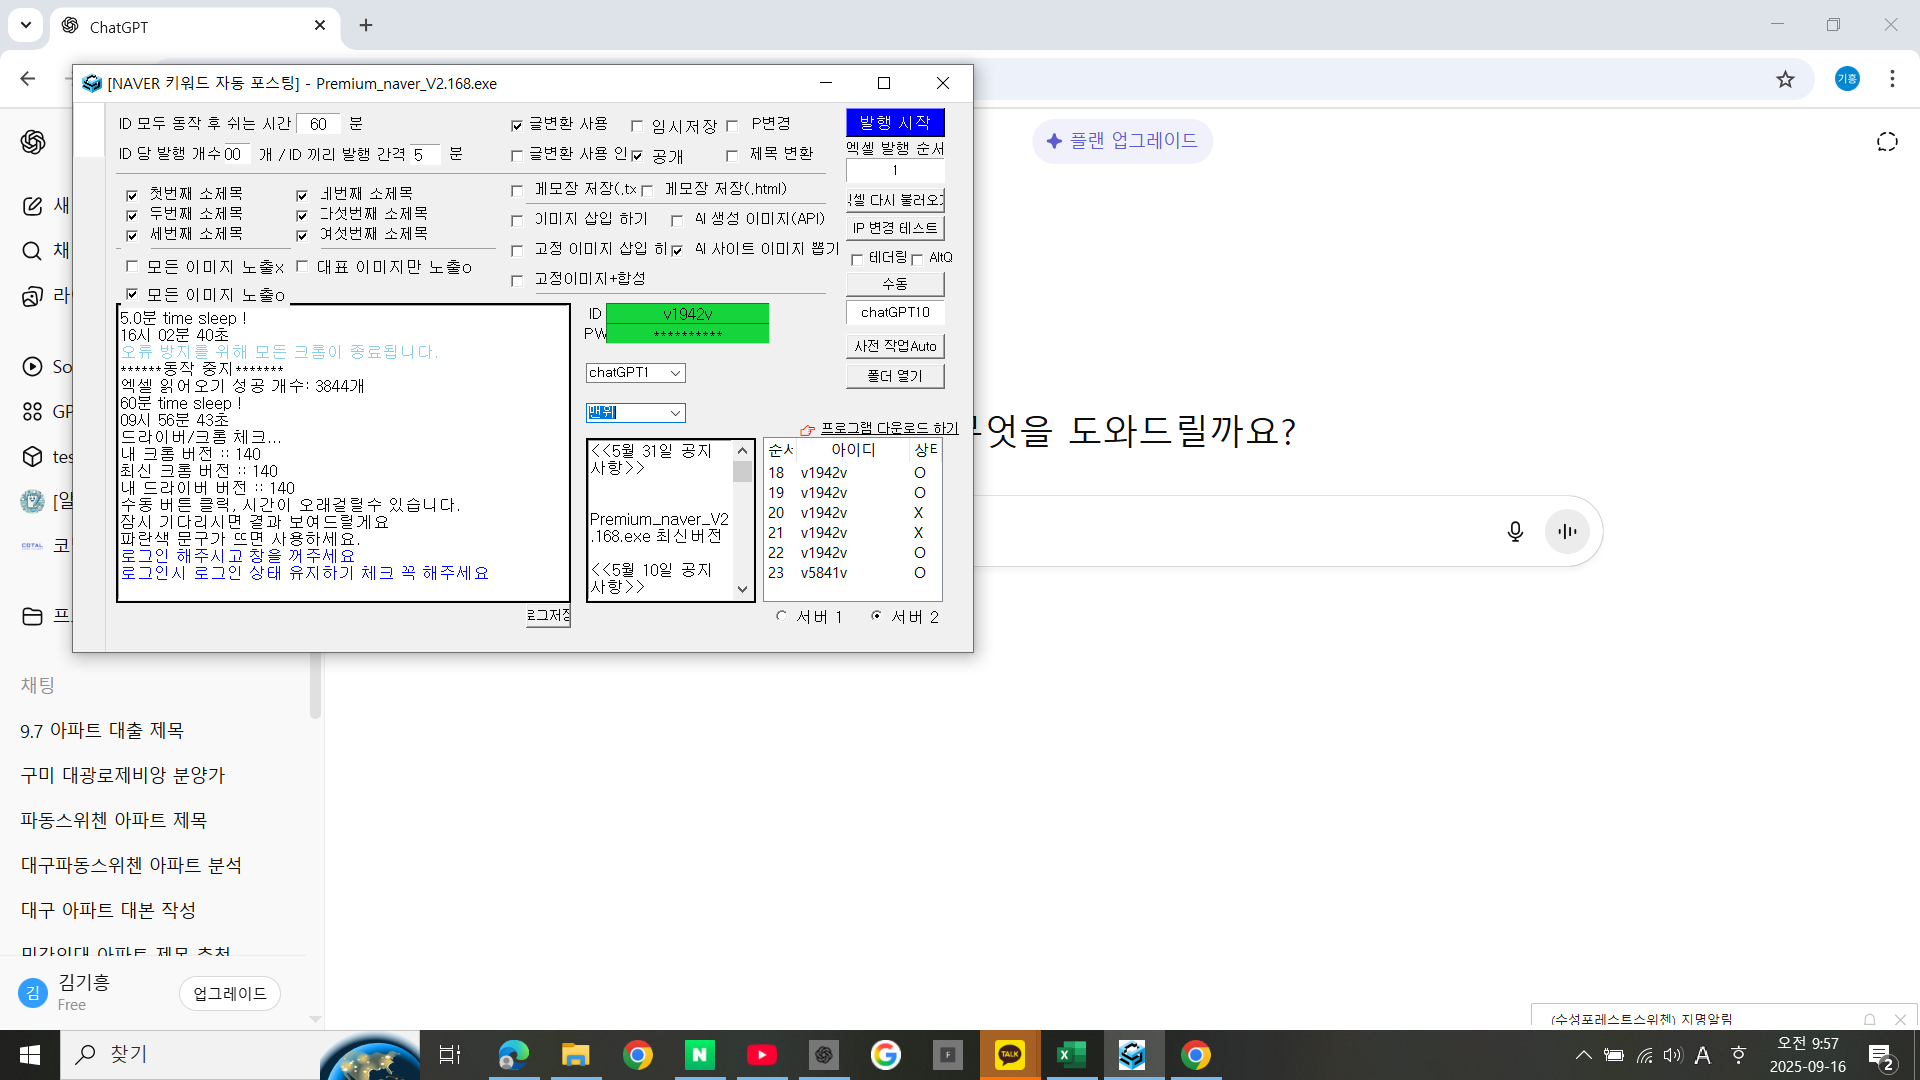 ChatGPT
[NAVER 키워드 자동 포스팅] - Premium_naver_V2.168.exe
기흥
ID 모두 동작 후 쉬는 시간 60 분
ID 당 발행 개수 00 개 / ID 끼리 발행 간격 5 분
글변환 사용 임시저장 P변경
글변환 사용 인 공개 제목 변환
발행 시작
엑셀 발행 순서
1
엑셀 다시 불러오기
IP 변경 테스트
테더링 AltQ
수동
chatGPT10
사전 작업Auto
폴더 열기
첫번째 소제목 네번째 소제목
두번째 소제목 다섯번째 소제목
세번째 소제목 여섯번째 소제목
모든 이미지 노출x 대표 이미지만 노출o
모든 이미지 노출o
메모장 저장(.tx 메모장 저장(.html)
이미지 삽입 하기 AI 생성 이미지(API)
고정 이미지 삽입 하 AI 사이트 이미지 뽑기
고정이미지+합성
5.0분 time sleep !
16시 02분 40초
오류 방지를 위해 모든 크롬이 종료됩니다.
******동작 중지*******
엑셀 읽어오기 성공 개수: 3844개
60분 time sleep !
09시 56분 43초
드라이버/크롬 체크...
내 크롬 버전 :: 140
최신 크롬 버전 :: 140
내 드라이버 버전 :: 140
수동 버튼 클릭, 시간이 오래걸릴수 있습니다.
잠시 기다리시면 결과 보여드릴게요
파란색 문구가 뜨면 사용하세요.
로그인 해주시고 창을 꺼주세요
로그인시 로그인 상태 유지하기 체크 꼭 해주세요
로그저장
ID v1942v
PW **********
chatGPT1
맨위
프로그램 다운로드 하기
<<5월 31일 공지
사항>>
Premium_naver_V2
.168.exe 최신버전
<<5월 10일 공지
사항>>
순서 아이디 상태
18 v1942v O
19 v1942v O
20 v1942v X
21 v1942v X
22 v1942v O
23 v5841v O
서버 1 서버 2
플랜 업그레이드
무엇을 도와드릴까요?
새
채
라
So
GP
tes
[일
코
프
채팅
9.7 아파트 대출 제목
구미 대광로제비앙 분양가
파동스위첸 아파트 제목
대구파동스위첸 아파트 분석
대구 아파트 대본 작성
민간임대 아파트 제목 추천
김
김기흥
Free
업그레이드
(수성포레스트스위첸) 지명알림
찾기
N
TALK
A
오전 9:57
2025-09-16
2